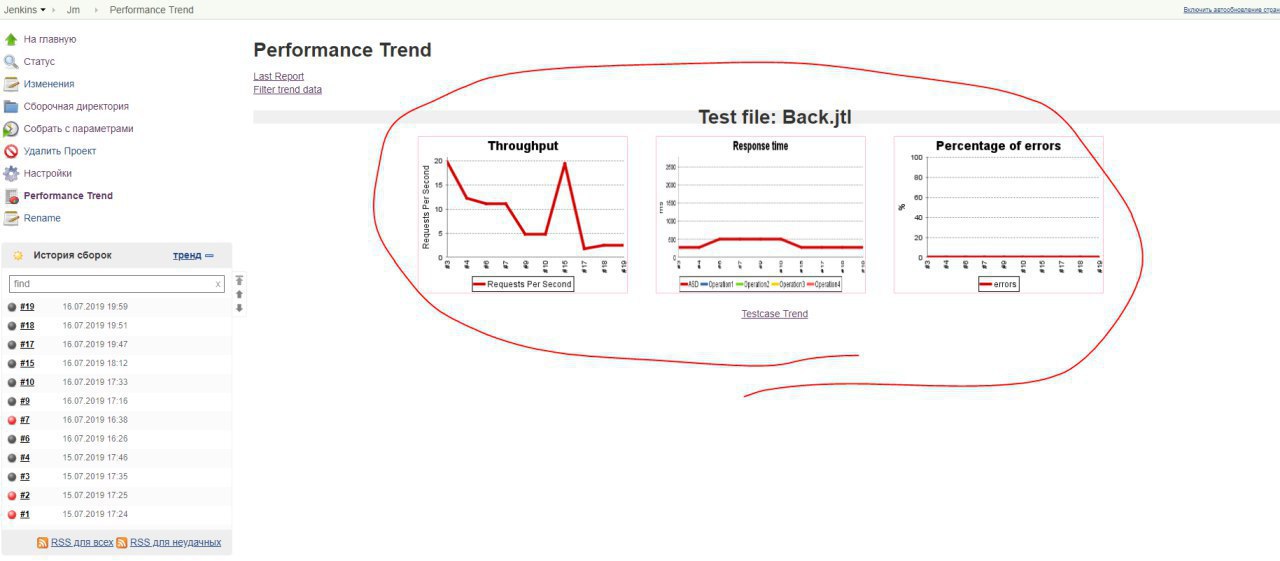 Jenkins Jm Performance Trend
Включить автообновление стран
На главную
Статус
Изменения
Сборочная директория
Собрать с параметрами
Удалить Проект
Настройки
Performance Trend
Rename
История сборок тренд
find x
#19 16.07.2019 19:59
#18 16.07.2019 19:51
#17 16.07.2019 19:47
#15 16.07.2019 18:12
#10 16.07.2019 17:33
#9 16.07.2019 17:16
#7 16.07.2019 16:38
#6 16.07.2019 16:26
#4 15.07.2019 17:46
#3 15.07.2019 17:35
#2 15.07.2019 17:25
#1 15.07.2019 17:24
RSS для всех RSS для неудачных
Performance Trend
Last Report
Filter trend data
Test file: Back.jtl
Throughput
Requests Per Second
20
15
10
5
0
#3 #4 #6 #7 #9 #10 #15 #17 #18 #19
Requests Per Second
Response time
ms
2500
2000
1500
1000
500
0
#3 #4 #6 #7 #9 #10 #15 #17 #18 #19
ASD Operation1 Operation2 Operation3 Operation4
Percentage of errors
%
100
80
60
40
20
0
#3 #4 #6 #7 #9 #10 #15 #17 #18 #19
errors
Testcase Trend